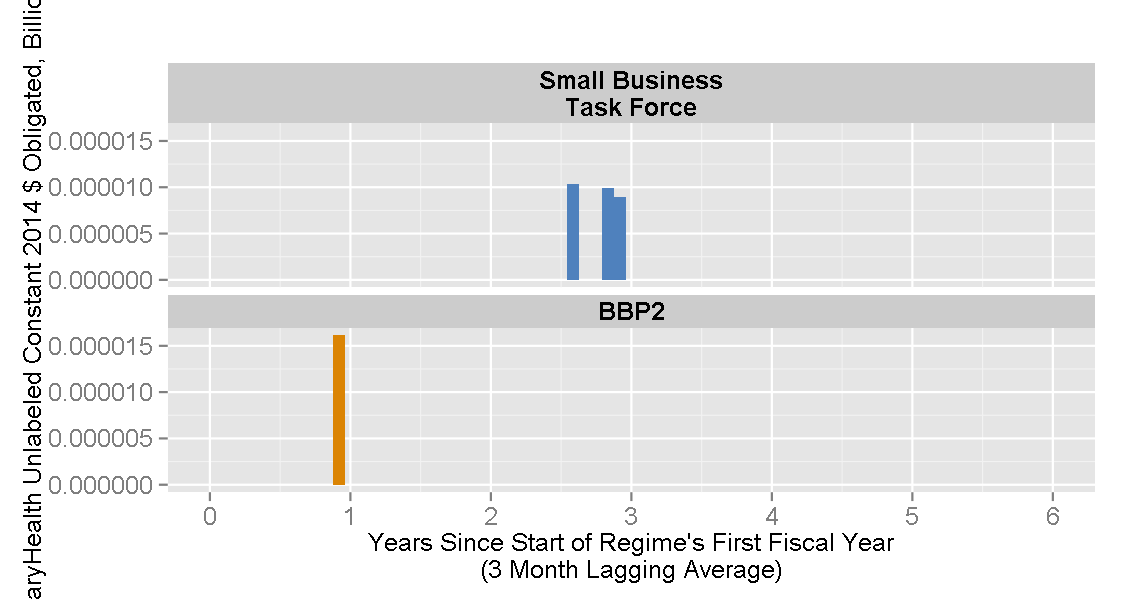 Unlabeled Constant 2014 $ Obligated,
Small Business
Task Force
0.000015
0.000010
0.000005
0.000000
BBP2
0.000015
0.000010
0.000005
0.000000
0 1 2 3 4 5 6
Years Since Start of Regime's First Fiscal Year
(3 Month Lagging Average)